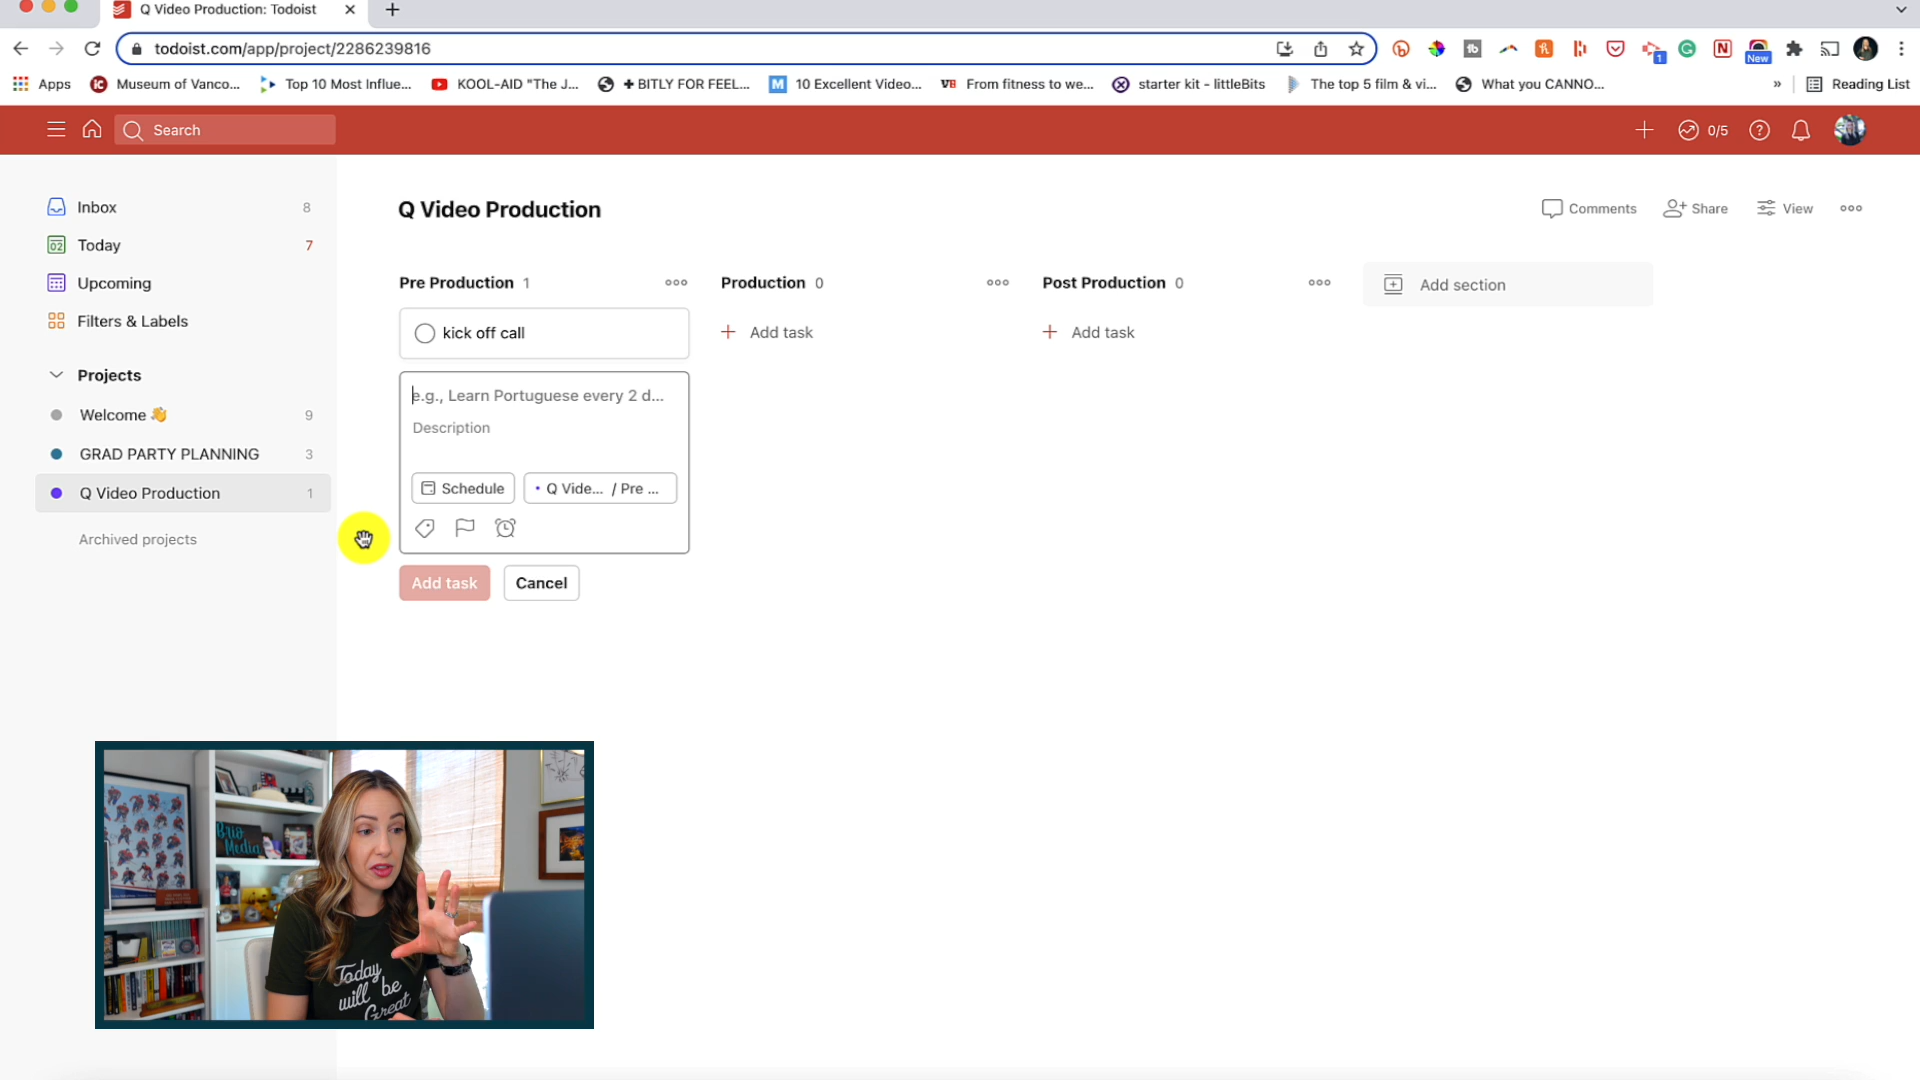 Q Video Production: Todoist
todoist.com/app/project/2286239816
New
1
Apps
Museum of Vanco...
Top 10 Most Influe...
KOOL-AID "The J...
+ BITLY FOR FEEL...
10 Excellent Video...
From fitness to we...
starter kit - littleBits
The top 5 film & vi...
What you CANNO...
»
Reading List
Search
0/5
Inbox 8
Today 7
Upcoming
Filters & Labels
Projects
Welcome 👋 9
GRAD PARTY PLANNING 3
Q Video Production 1
Archived projects
Q Video Production
Comments
Share
View
Pre Production 1
kick off call
e.g., Learn Portuguese every 2 d...
Description
Schedule
Q Vide... / Pre ...
Add task
Cancel
Production 0
+ Add task
Post Production 0
+ Add task
Add section
Brio
Media
Today
will be
Great